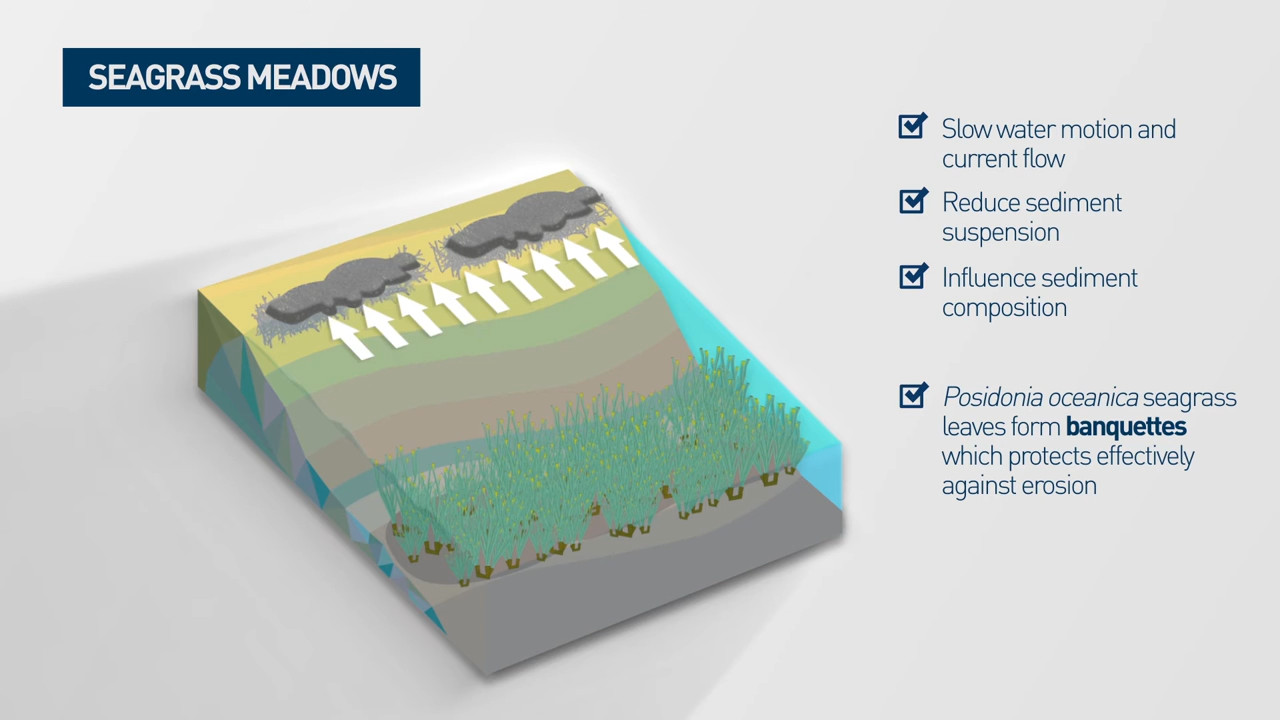 SEAGRASS MEADOWS
Slow water motion and
current flow
Reduce sediment
suspension
Influence sediment
composition
Posidonia oceanica seagrass
leaves form banquettes
which protects effectively
against erosion